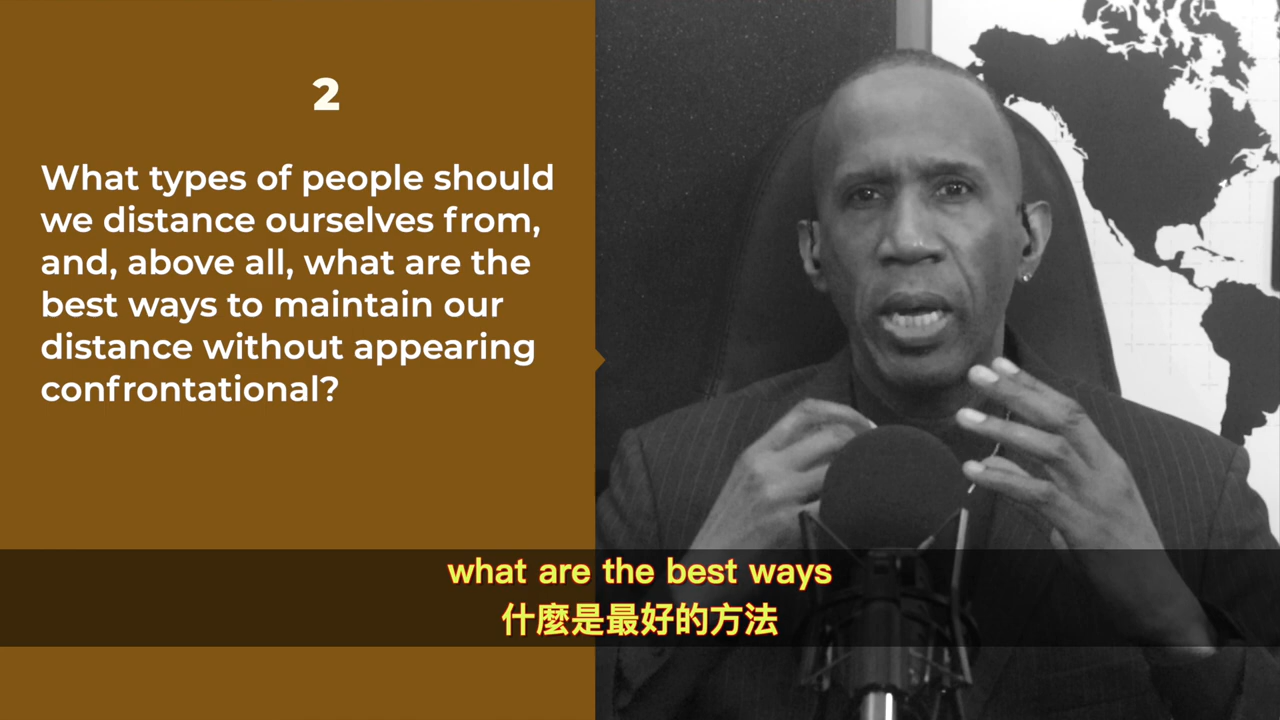 2
What types of people should
we distance ourselves from,
and, above all, what are the
best ways to maintain our
distance without appearing
confrontational?
what are the best ways
什麼是最好的方法